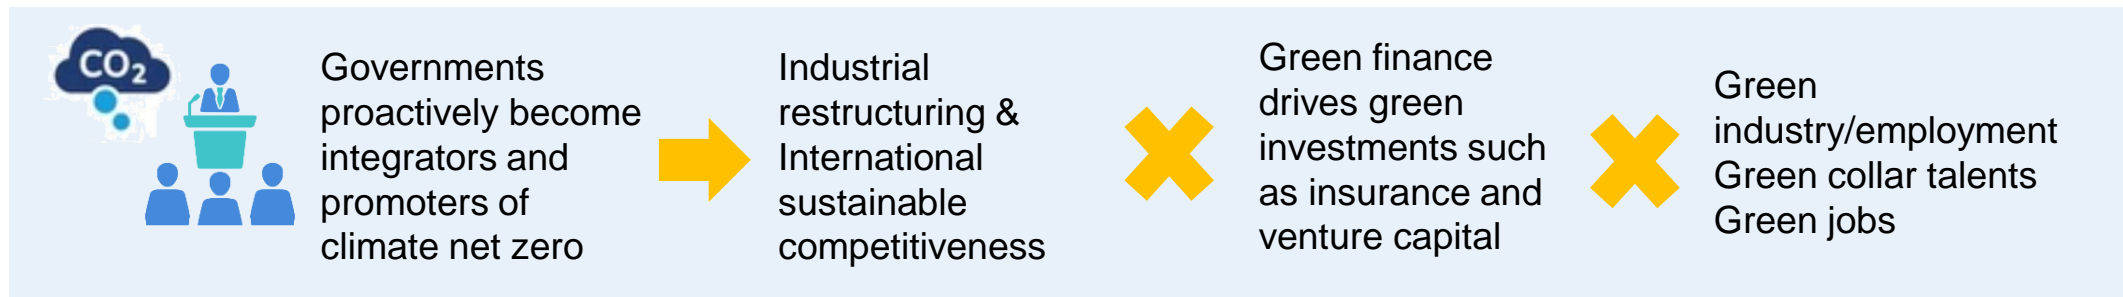 CO₂
Governments
proactively become
integrators and
promoters of
climate net zero
Industrial
restructuring &
International
sustainable
competitiveness
Green finance
drives green
investments such
as insurance and
venture capital
Green
industry/employment
Green collar talents
Green jobs